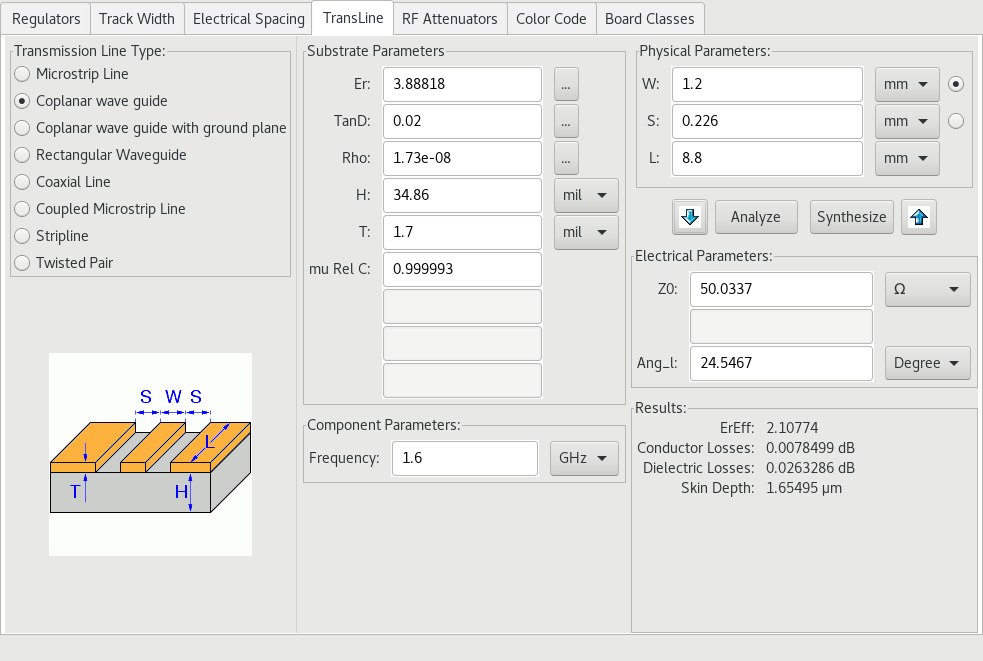 Regulators Track Width Electrical Spacing TransLine RF Attenuators Color Code Board Classes
Transmission Line Type:
Microstrip Line
Coplanar wave guide
Coplanar wave guide with ground plane
Rectangular Waveguide
Coaxial Line
Coupled Microstrip Line
Stripline
Twisted Pair
S W S
L
T
H
Substrate Parameters
Er: 3.88818 ...
TanD: 0.02 ...
Rho: 1.73e-08 ...
H: 34.86 mil
T: 1.7 mil
mu Rel C: 0.999993
Component Parameters:
Frequency: 1.6 GHz
Physical Parameters:
W: 1.2 mm
S: 0.226 mm
L: 8.8 mm
Analyze Synthesize
Electrical Parameters:
Z0: 50.0337 Ω
Ang_l: 24.5467 Degree
Results:
ErEff: 2.10774
Conductor Losses: 0.0078499 dB
Dielectric Losses: 0.0263286 dB
Skin Depth: 1.65495 µm